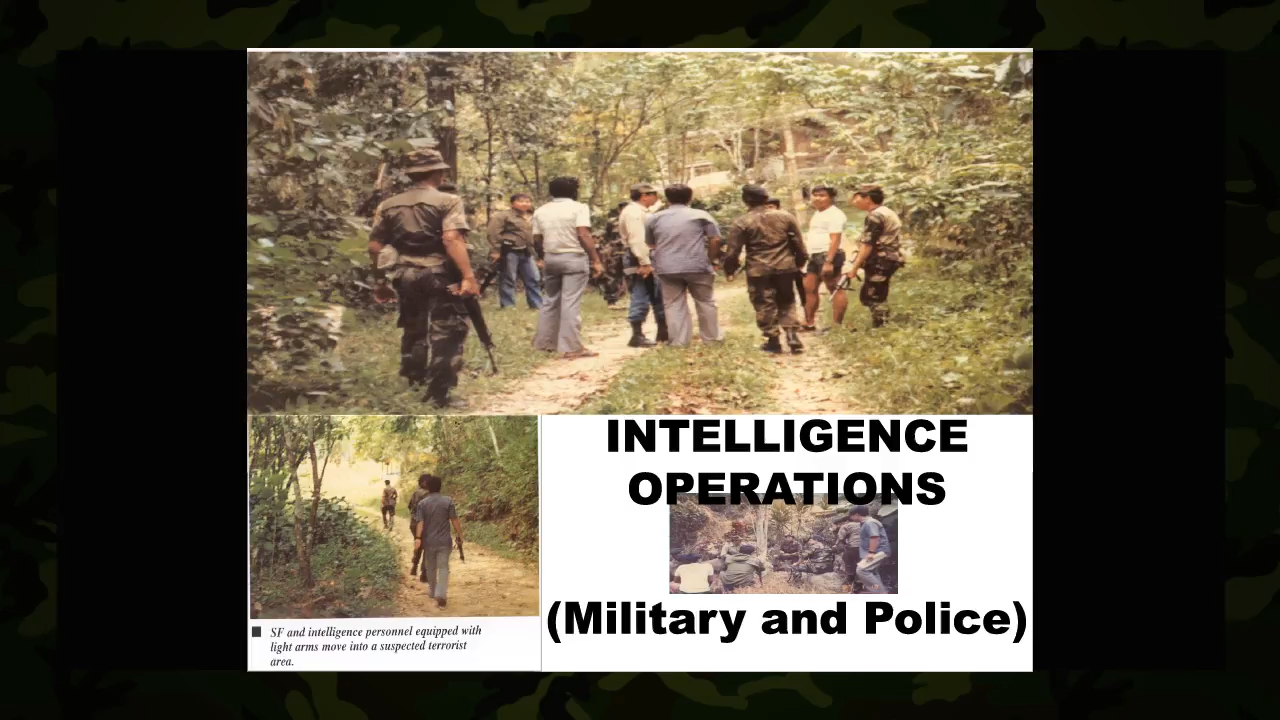 INTELLIGENCE
OPERATIONS
(Military and Police)
SF and intelligence personnel equipped with
light arms move into a suspected terrorist
area.